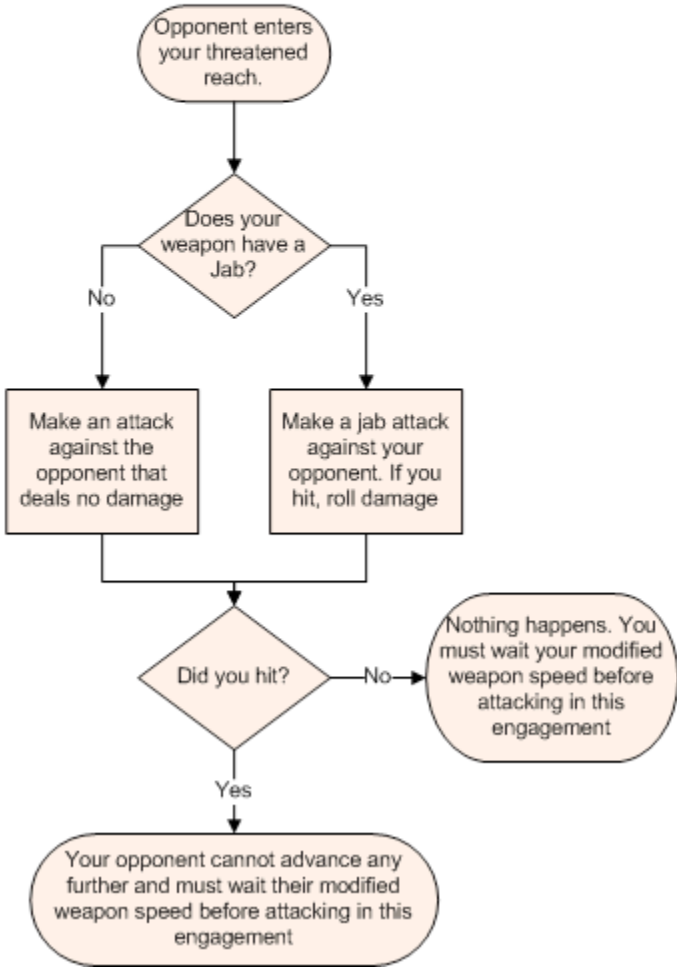 Opponent enters
your threatened
reach.
Does your
weapon have a
Jab?
No
Yes
Make an attack
against the
opponent that
deals no damage
Make a jab attack
against your
opponent. If you
hit, roll damage
Did you hit?
No
Nothing happens. You
must wait your modified
weapon speed before
attacking in this
engagement
Yes
Your opponent cannot advance any
further and must wait their modified
weapon speed before attacking in this
engagement